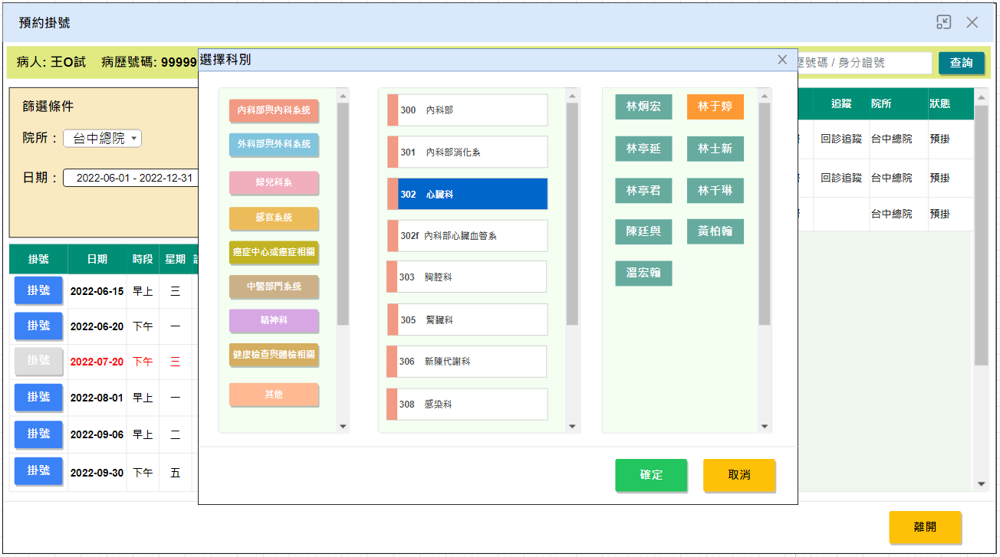 預約掛號
病人: 王O試 病歷號碼: 99999
號碼 / 身分證號
查詢
篩選條件
院所：
台中總院
日期：
2022-06-01 - 2022-12-31
掛號 日期 時段 星期
掛號 2022-06-15 早上 三
掛號 2022-06-20 下午 一
掛號 2022-07-20 下午 三
掛號 2022-08-01 早上 一
掛號 2022-09-06 早上 二
掛號 2022-09-30 下午 五
選擇科別
內科部與內科系統
外科部與外科系統
婦兒科系
感官系統
癌症中心或癌症相關
中醫部門系統
精神科
健康檢查與體檢相關
其他
300 內科部
301 內科部消化系
302 心臟科
302f 內科部心臟血管系
303 胸腔科
305 腎臟科
306 新陳代謝科
308 感染科
林炯宏 林于婷
林亭延 林士新
林亭君 林千琳
陳廷與 黃柏翰
溫宏翰
確定
取消
追蹤 院所 狀態
回診追蹤 台中總院 預掛
回診追蹤 台中總院 預掛
台中總院 預掛
離開